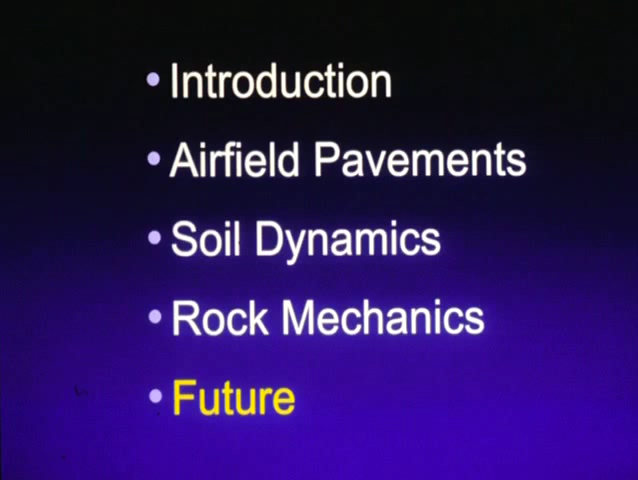 • Introduction
• Airfield Pavements
• Soil Dynamics
• Rock Mechanics
• Future